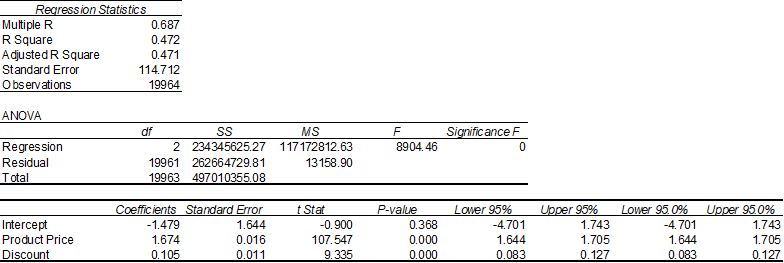 Regression Statistics
Multiple R 0.687
R Square 0.472
Adjusted R Square 0.471
Standard Error 114.712
Observations 19964
ANOVA
df SS MS F Significance F
Regression 2 234345625.27 117172812.63 8904.46 0
Residual 19961 262664729.81 13158.90
Total 19963 497010355.08
Coefficients Standard Error t Stat P-value Lower 95% Upper 95% Lower 95.0% Upper 95.0%
Intercept -1.479 1.644 -0.900 0.368 -4.701 1.743 -4.701 1.743
Product Price 1.674 0.016 107.547 0.000 1.644 1.705 1.644 1.705
Discount 0.105 0.011 9.335 0.000 0.083 0.127 0.083 0.127